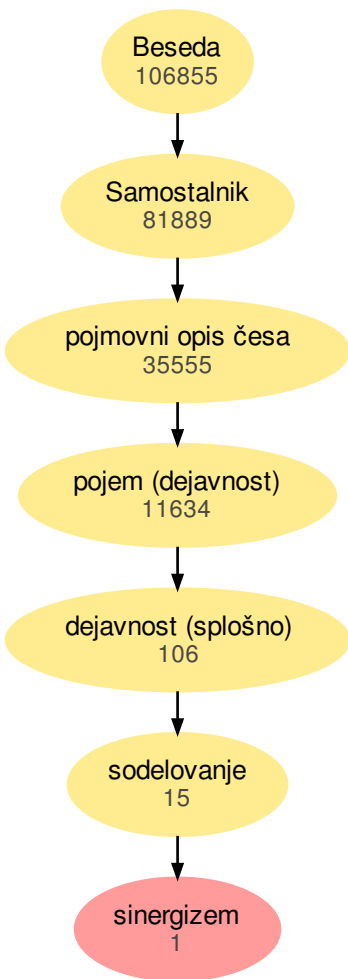 Beseda
106855
Samostalnik
81889
pojmovni opis česa
35555
pojem (dejavnost)
11634
dejavnost (splošno)
106
sodelovanje
15
sinergizem
1